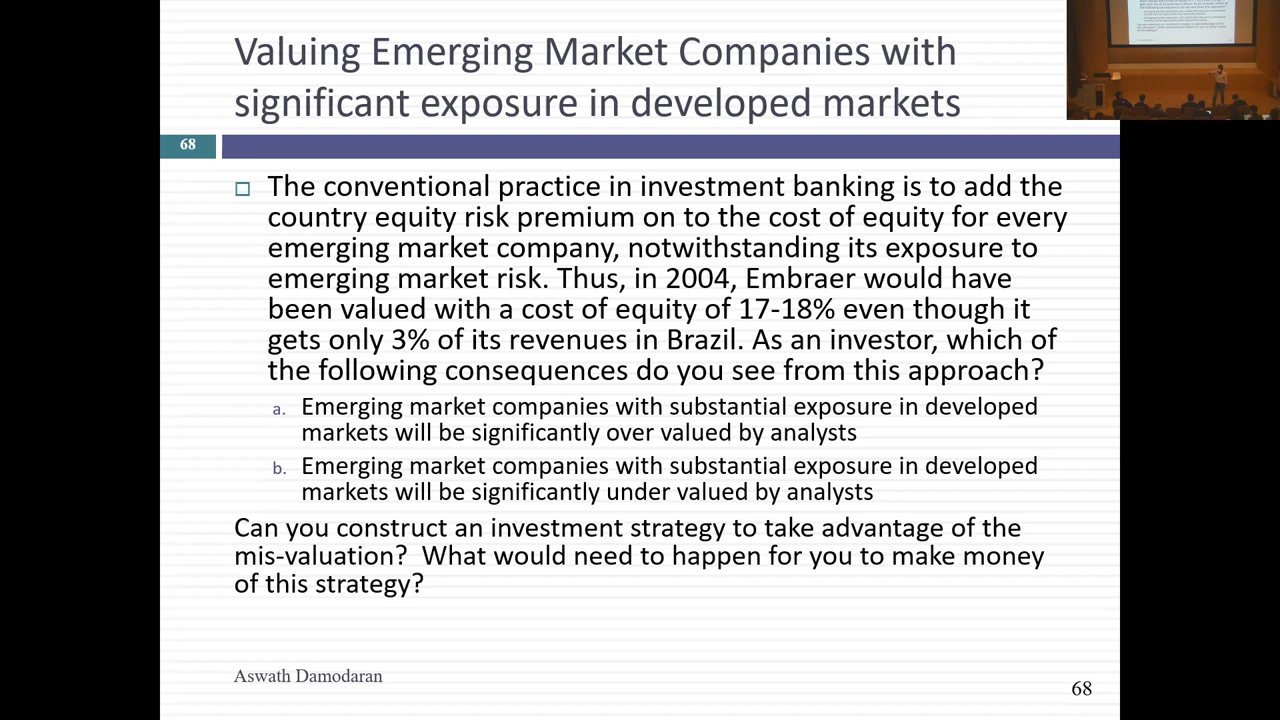 Valuing Emerging Market Companies with
significant exposure in developed markets
68
The conventional practice in investment banking is to add the
country equity risk premium on to the cost of equity for every
emerging market company, notwithstanding its exposure to
emerging market risk. Thus, in 2004, Embraer would have
been valued with a cost of equity of 17-18% even though it
gets only 3% of its revenues in Brazil. As an investor, which of
the following consequences do you see from this approach?
a. Emerging market companies with substantial exposure in developed
markets will be significantly over valued by analysts
b. Emerging market companies with substantial exposure in developed
markets will be significantly under valued by analysts
Can you construct an investment strategy to take advantage of the
mis-valuation? What would need to happen for you to make money
of this strategy?
Aswath Damodaran
68